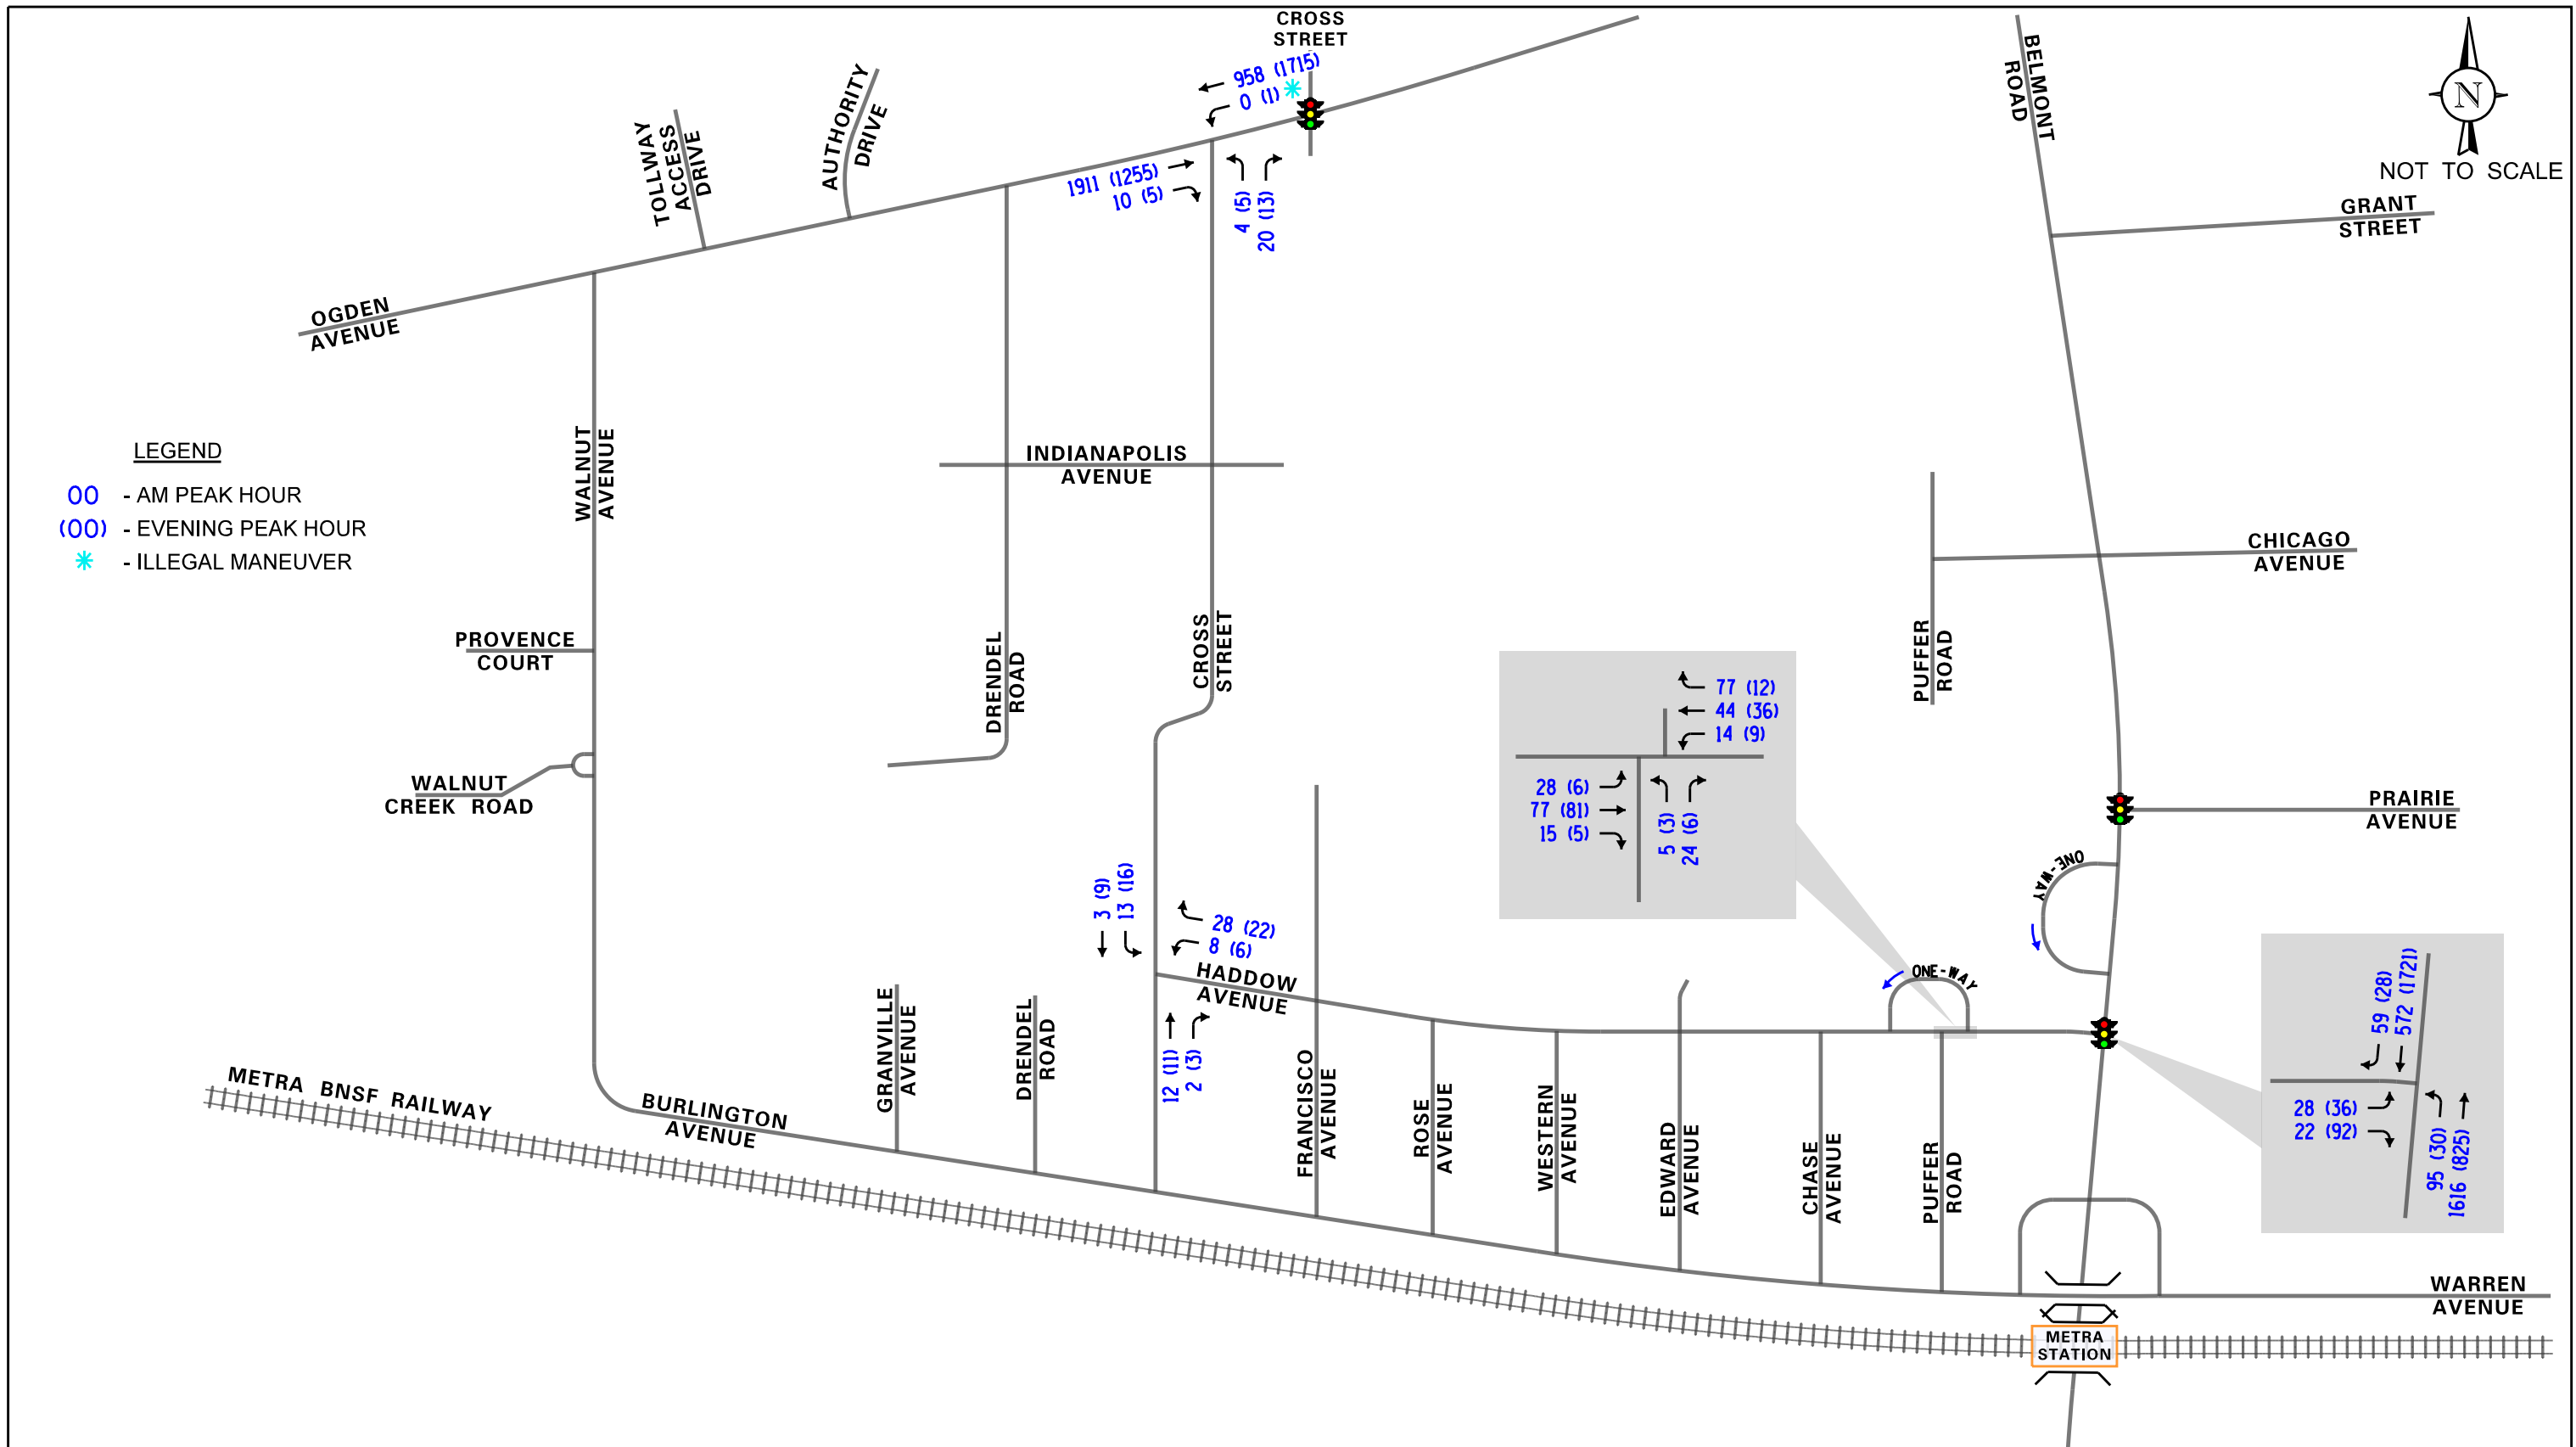 CROSS
STREET
958 (1715)
0 (1)
1911 (1255)
10 (5)
4 (5)
20 (13)
TOLLWAY
ACCESS
DRIVE
AUTHORITY
DRIVE
BELMONT
ROAD
N
NOT TO SCALE
GRANT
STREET
OGDEN
AVENUE
LEGEND
00 - AM PEAK HOUR
(00) - EVENING PEAK HOUR
- ILLEGAL MANEUVER
WALNUT
AVENUE
INDIANAPOLIS
AVENUE
CHICAGO
AVENUE
PROVENCE
COURT
DRENDEL
ROAD
CROSS
STREET
PUFFER
ROAD
77 (12)
44 (36)
14 (9)
28 (6)
77 (81)
15 (5)
5 (3)
24 (6)
WALNUT
CREEK ROAD
PRAIRIE
AVENUE
ONE-WAY
3 (9)
13 (16)
28 (22)
8 (6)
HADDOW
AVENUE
12 (11)
2 (3)
ONE-WAY
59 (28)
572 (1721)
28 (36)
22 (92)
95 (30)
1616 (825)
METRA BNSF RAILWAY
BURLINGTON
AVENUE
GRANVILLE
AVENUE
DRENDEL
ROAD
FRANCISCO
AVENUE
ROSE
AVENUE
WESTERN
AVENUE
EDWARD
AVENUE
CHASE
AVENUE
PUFFER
ROAD
WARREN
AVENUE
METRA
STATION